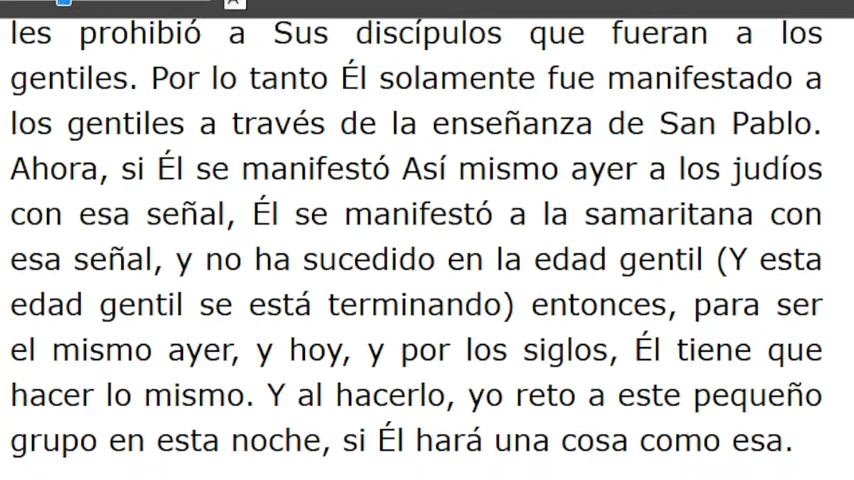 les prohibió a Sus discípulos que fueran a los
gentiles. Por lo tanto Él solamente fue manifestado a
los gentiles a través de la enseñanza de San Pablo.
Ahora, si Él se manifestó Así mismo ayer a los judíos
con esa señal, Él se manifestó a la samaritana con
esa señal, y no ha sucedido en la edad gentil (Y esta
edad gentil se está terminando) entonces, para ser
el mismo ayer, y hoy, y por los siglos, Él tiene que
hacer lo mismo. Y al hacerlo, yo reto a este pequeño
grupo en esta noche, si Él hará una cosa como esa.